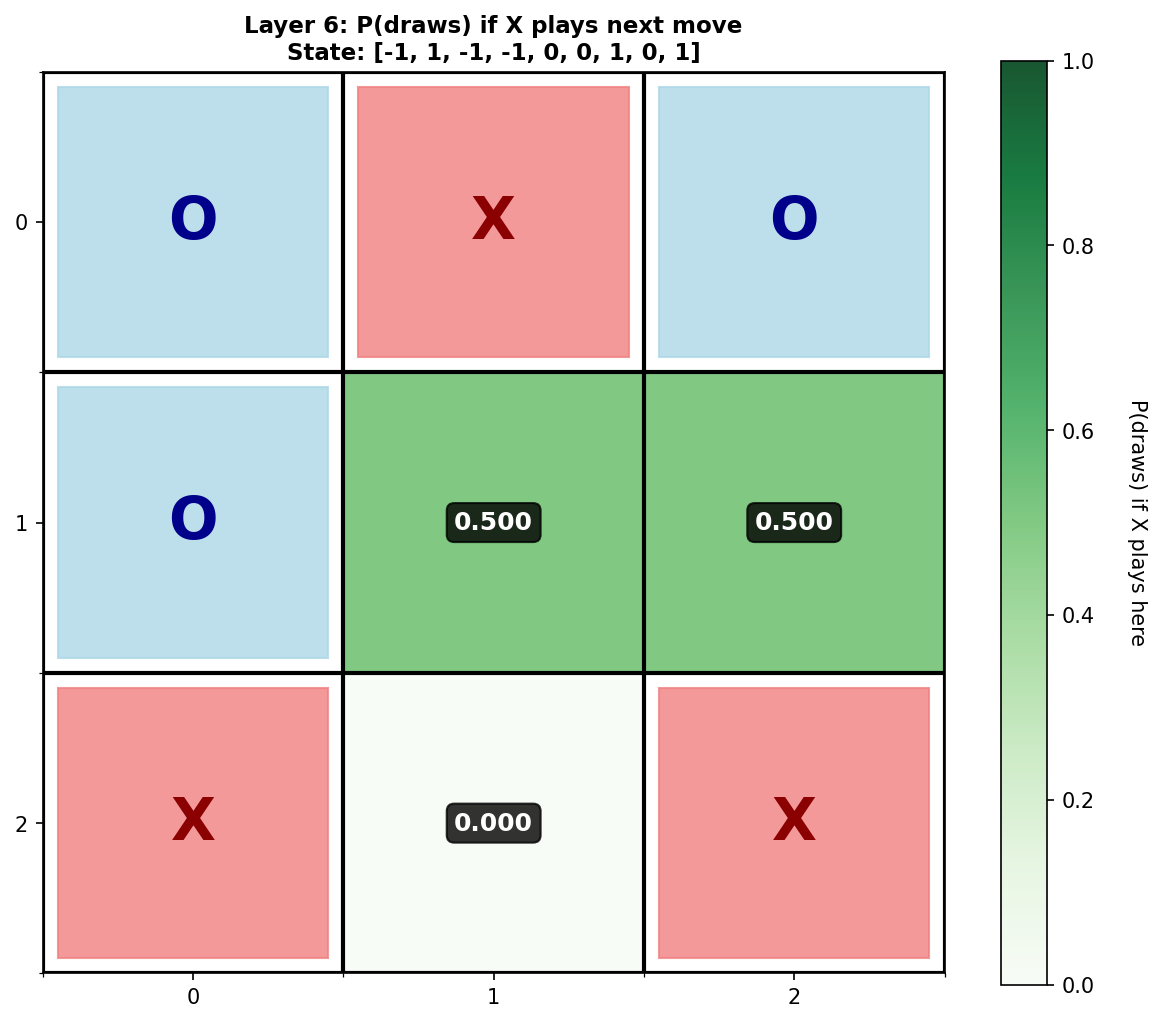 Layer 6: P(draws) if X plays next move
State: [-1, 1, -1, -1, 0, 0, 1, 0, 1]
1.0
0.8
0.6
0.4
0.2
0.0
P(draws) if X plays here
0
O
X
O
1
O
0.500
0.500
2
X
0.000
X
0
1
2